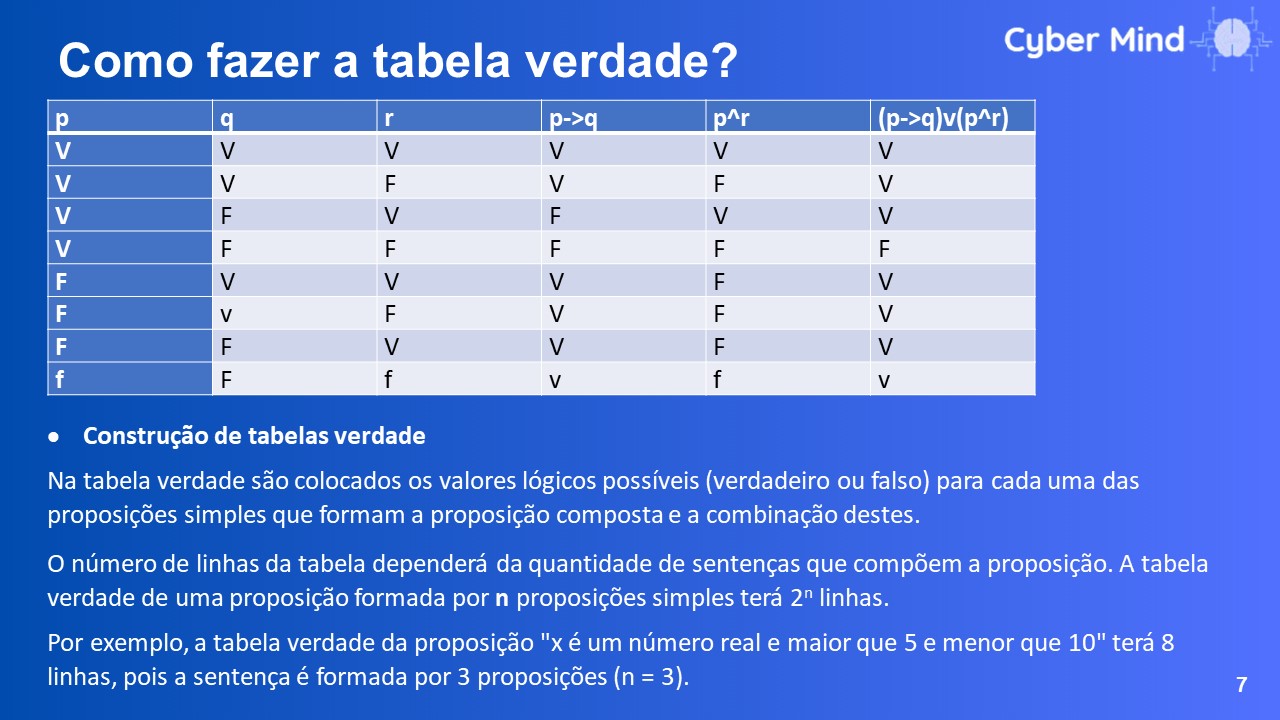 Como fazer a tabela verdade?
Cyber Mind
p q r p->q p^r (p->q)v(p^r)
V V V V V V
V V F V F V
V F V F V V
V F F F F F
F V V V F V
F v F V F V
F F V V F V
f F f v f v
• Construção de tabelas verdade
Na tabela verdade são colocados os valores lógicos possíveis (verdadeiro ou falso) para cada uma das
proposições simples que formam a proposição composta e a combinação destes.
O número de linhas da tabela dependerá da quantidade de sentenças que compõem a proposição. A tabela
verdade de uma proposição formada por n proposições simples terá 2ⁿ linhas.
Por exemplo, a tabela verdade da proposição "x é um número real e maior que 5 e menor que 10" terá 8
linhas, pois a sentença é formada por 3 proposições (n = 3).
7